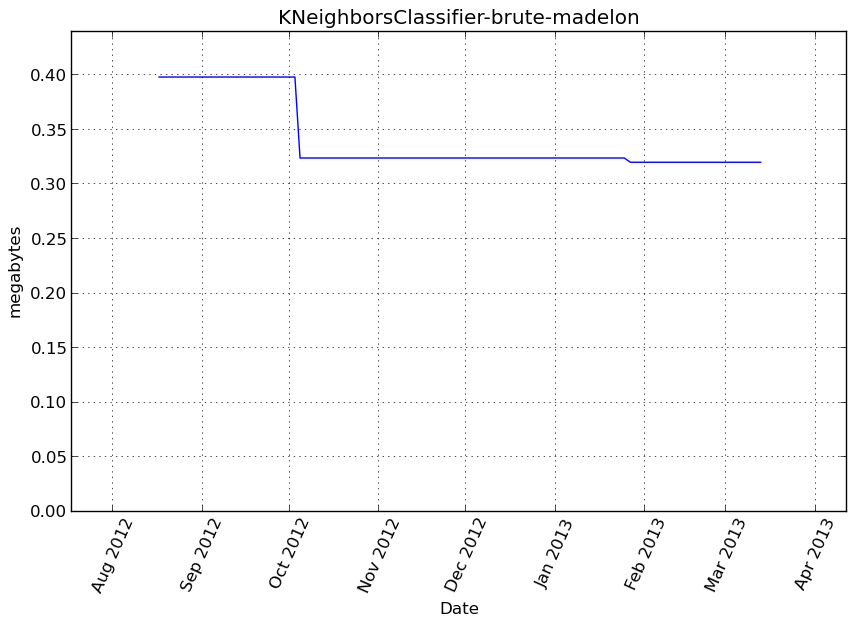 KNeighborsClassifier-brute-madelon
0.40
0.35
0.30
0.25
0.20
0.15
0.10
0.05
0.00
megabytes
Aug 2012
Sep 2012
Oct 2012
Nov 2012
Dec 2012
Jan 2013
Feb 2013
Mar 2013
Apr 2013
Date